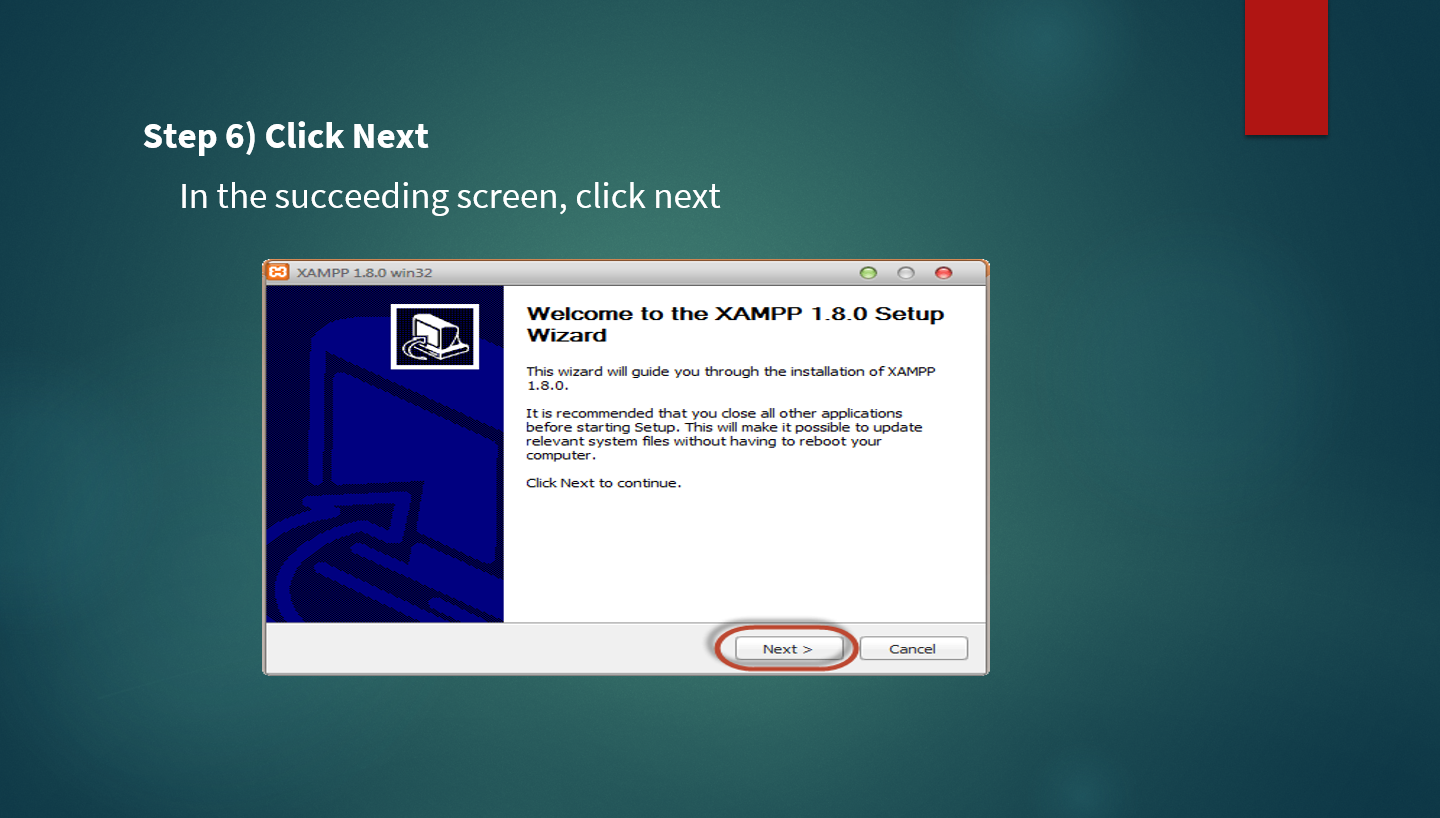 Step 6) Click Next
In the succeeding screen, click next
XAMPP 1.8.0 win32
Welcome to the XAMPP 1.8.0 Setup
Wizard
This wizard will guide you through the installation of XAMPP
1.8.0.
It is recommended that you close all other applications
before starting Setup. This will make it possible to update
relevant system files without having to reboot your
computer.
Click Next to continue.
Next >
Cancel